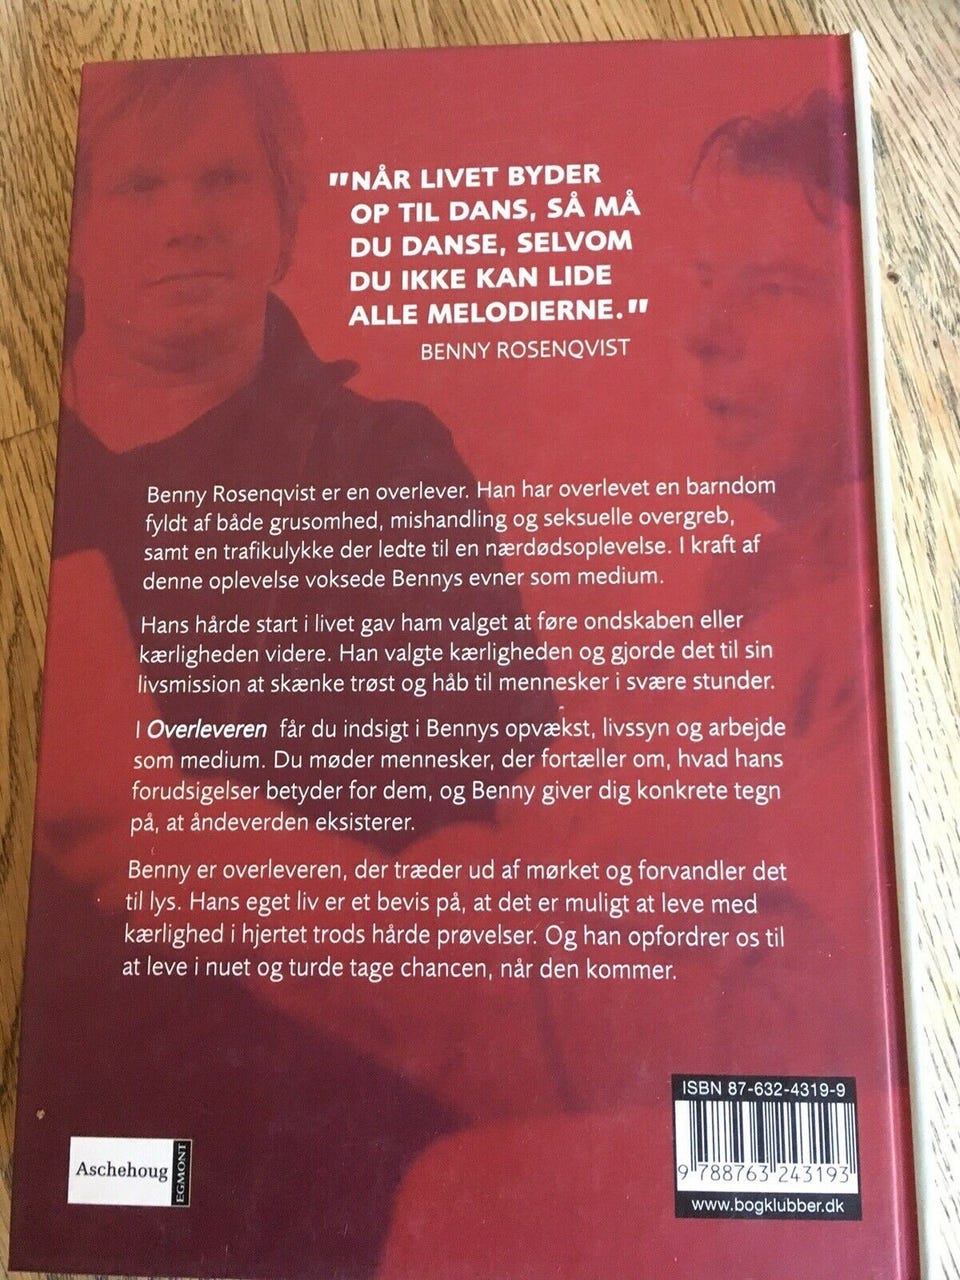 "NÅR LIVET BYDER
OP TIL DANS, SÅ MÅ
DU DANSE, SELVOM
DU IKKE KAN LIDE
ALLE MELODIERNE."
BENNY ROSENQVIST
Benny Rosenqvist er en overlever. Han har overlevet en barndom
fyldt af både grusomhed, mishandling og seksuelle overgreb,
samt en trafikulykke der ledte til en nærdødsoplevelse. I kraft af
denne oplevelse voksede Bennys evner som medium.
Hans hårde start i livet gav ham valget at føre ondskaben eller
kærligheden videre. Han valgte kærligheden og gjorde det til sin
livsmission at skænke trøst og håb til mennesker i svære stunder.
I Overleveren får du indsigt i Bennys opvækst, livssyn og arbejde
som medium. Du møder mennesker, der fortæller om, hvad hans
forudsigelser betyder for dem, og Benny giver dig konkrete tegn
på, at åndeverden eksisterer.
Benny er overleveren, der træder ud af mørket og forvandler det
til lys. Hans eget liv er et bevis på, at det er muligt at leve med
kærlighed i hjertet trods hårde prøvelser. Og han opfordrer os til
at leve i nuet og turde tage chancen, når den kommer.
ISBN 87-632-4319-9
9 788763 243193
www.bogklubber.dk
Aschehoug
EGMONT